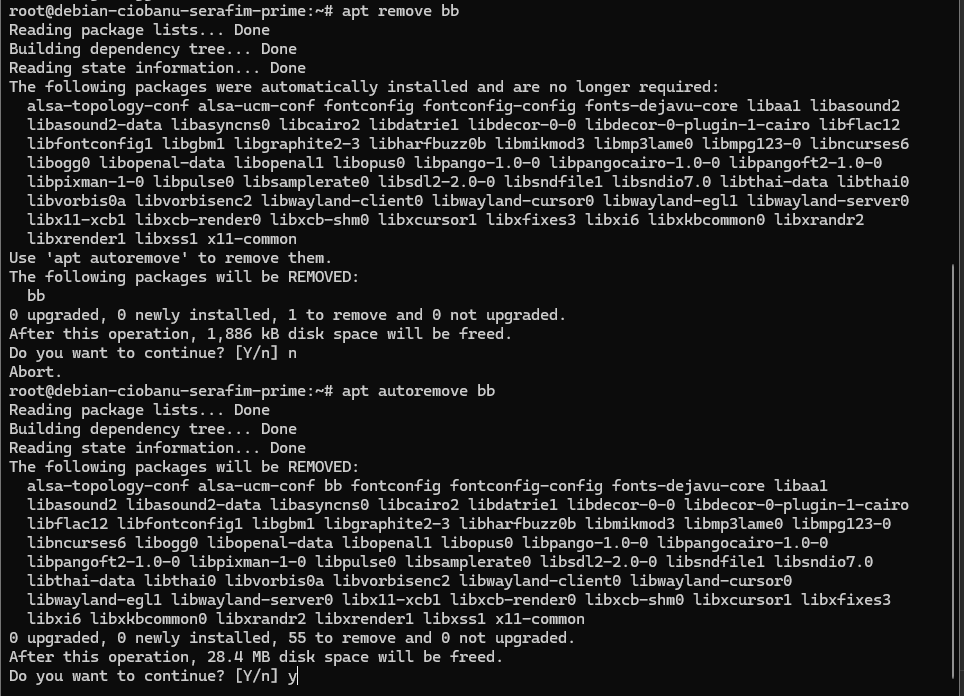 root@debian-ciobanu-serafim-prime:~# apt remove bb
Reading package lists... Done
Building dependency tree... Done
Reading state information... Done
The following packages were automatically installed and are no longer required:
  alsa-topology-conf alsa-ucm-conf fontconfig fontconfig-config fonts-dejavu-core libaa1 libasound2
  libasound2-data libasyncns0 libcairo2 libdatrie1 libdecor-0-0 libdecor-0-plugin-1-cairo libflac12
  libfontconfig1 libgbm1 libgraphite2-3 libharfbuzz0b libmikmod3 libmp3lame0 libmpg123-0 libncurses6
  libogg0 libopenal-data libopenal1 libopus0 libpango-1.0-0 libpangocairo-1.0-0 libpangoft2-1.0-0
  libpixman-1-0 libpulse0 libsamplerate0 libsdl2-2.0-0 libsndfile1 libsndio7.0 libthai-data libthai0
  libvorbis0a libvorbisenc2 libwayland-client0 libwayland-cursor0 libwayland-egl1 libwayland-server0
  libx11-xcb1 libxcb-render0 libxcb-shm0 libxcursor1 libxfixes3 libxi6 libxkbcommon0 libxrandr2
  libxrender1 libxss1 x11-common
Use 'apt autoremove' to remove them.
The following packages will be REMOVED:
  bb
0 upgraded, 0 newly installed, 1 to remove and 0 not upgraded.
After this operation, 1,886 kB disk space will be freed.
Do you want to continue? [Y/n] n
Abort.
root@debian-ciobanu-serafim-prime:~# apt autoremove bb
Reading package lists... Done
Building dependency tree... Done
Reading state information... Done
The following packages will be REMOVED:
  alsa-topology-conf alsa-ucm-conf bb fontconfig fontconfig-config fonts-dejavu-core libaa1
  libasound2 libasound2-data libasyncns0 libcairo2 libdatrie1 libdecor-0-0 libdecor-0-plugin-1-cairo
  libflac12 libfontconfig1 libgbm1 libgraphite2-3 libharfbuzz0b libmikmod3 libmp3lame0 libmpg123-0
  libncurses6 libogg0 libopenal-data libopenal1 libopus0 libpango-1.0-0 libpangocairo-1.0-0
  libpangoft2-1.0-0 libpixman-1-0 libpulse0 libsamplerate0 libsdl2-2.0-0 libsndfile1 libsndio7.0
  libthai-data libthai0 libvorbis0a libvorbisenc2 libwayland-client0 libwayland-cursor0
  libwayland-egl1 libwayland-server0 libx11-xcb1 libxcb-render0 libxcb-shm0 libxcursor1 libxfixes3
  libxi6 libxkbcommon0 libxrandr2 libxrender1 libxss1 x11-common
0 upgraded, 0 newly installed, 55 to remove and 0 not upgraded.
After this operation, 28.4 MB disk space will be freed.
Do you want to continue? [Y/n] y